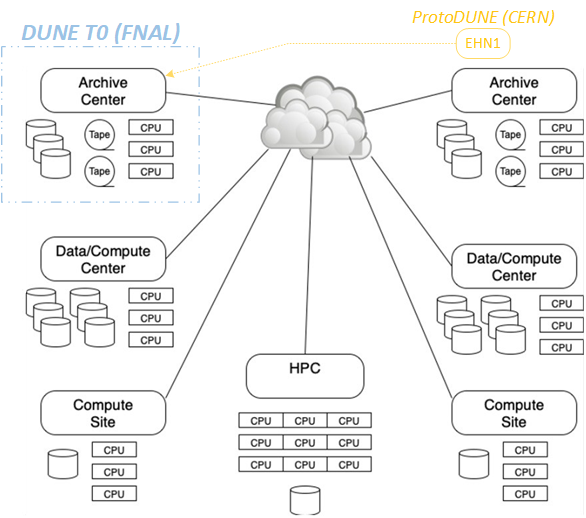 ProtoDUNE (CERN)
DUNE T0 (FNAL)
EHN1
Archive
Center
Tape
CPU
CPU
Tape
CPU
Archive
Center
Tape
CPU
CPU
Tape
CPU
Data/Compute
Center
CPU
CPU
CPU
Data/Compute
Center
CPU
CPU
CPU
HPC
CPU CPU CPU
CPU CPU CPU
CPU CPU CPU
Compute
Site
CPU
CPU
CPU
Compute
Site
CPU
CPU
CPU